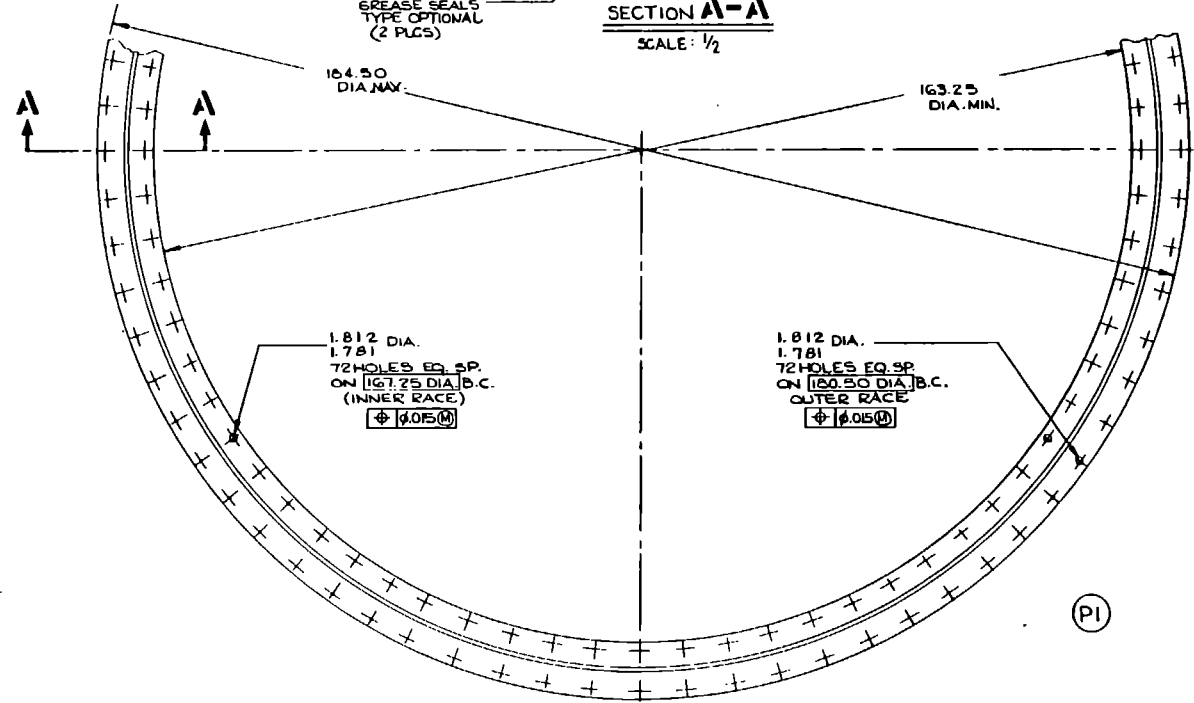 GREASE SEALS
TYPE OPTIONAL
(2 PLCS)
SECTION A-A
SCALE: 1/2
184.50
DIA. MAX.
163.25
DIA. MIN.
A A
1.812 DIA.
1.781
72 HOLES EQ. SP.
ON 167.25 DIA. B.C.
(INNER RACE)
⌖ ⌀.015Ⓜ
1.812 DIA.
1.781
72 HOLES EQ. SP.
ON 180.50 DIA. B.C.
OUTER RACE
⌖ ⌀.015Ⓜ
P1